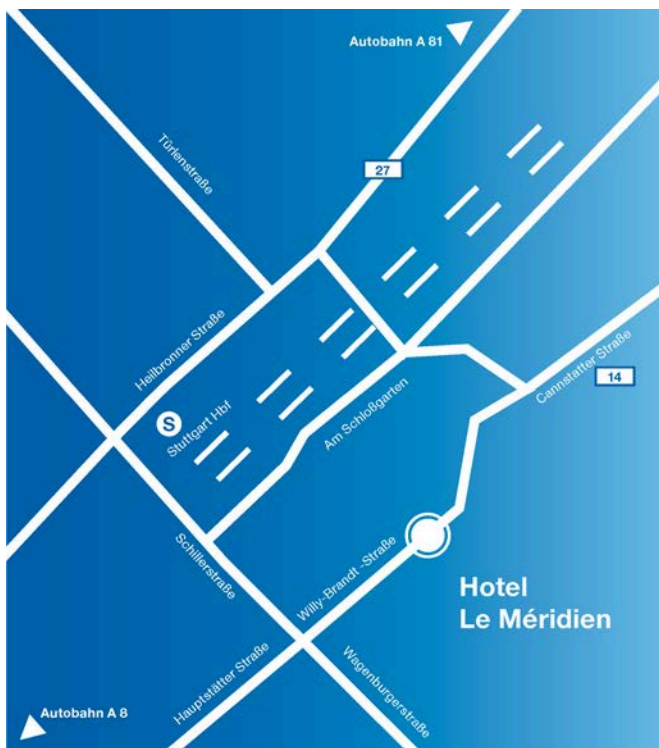 Autobahn A 81
Türlenstraße
27
Heilbronner Straße
S
Stuttgart Hbf
Am Schloßgarten
Cannstatter Straße
14
Schillerstraße
Willy-Brandt -Straße
Hotel
Le Méridien
Hauptstätter Straße
Wagenburgerstraße
Autobahn A 8